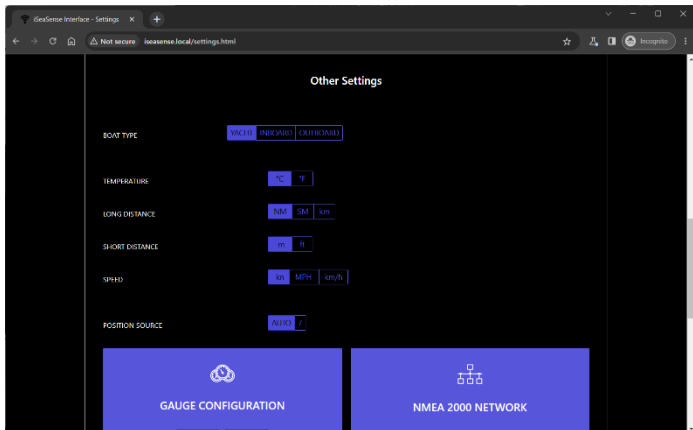 iSeaSense Interface - Settings
Not secure iseasense.local/settings.html Incognito
Other Settings
BOAT TYPE YACHT INBOARD OUTBOARD
TEMPERATURE °C °F
LONG DISTANCE NM SM km
SHORT DISTANCE m ft
SPEED kn MPH km/h
POSITION SOURCE AUTO /
GAUGE CONFIGURATION NMEA 2000 NETWORK